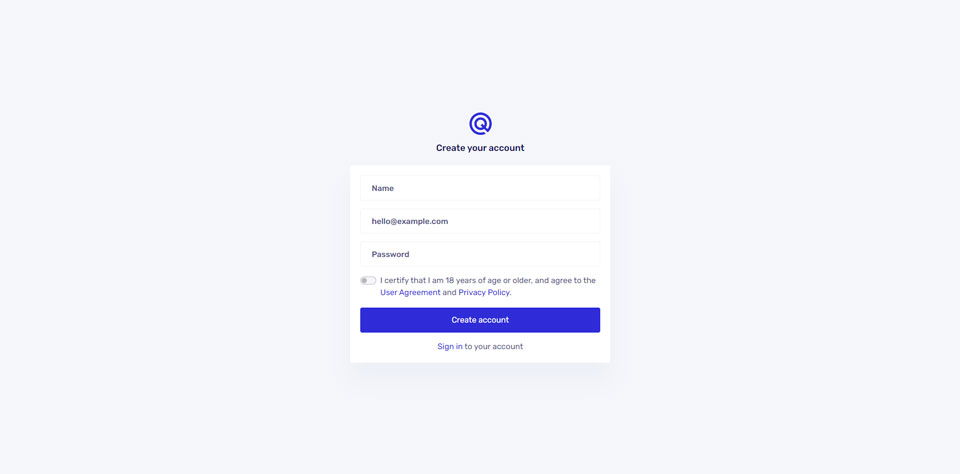 Create your account
Name
hello@example.com
Password
I certify that I am 18 years of age or older, and agree to the
User Agreement and Privacy Policy.
Create account
Sign in to your account